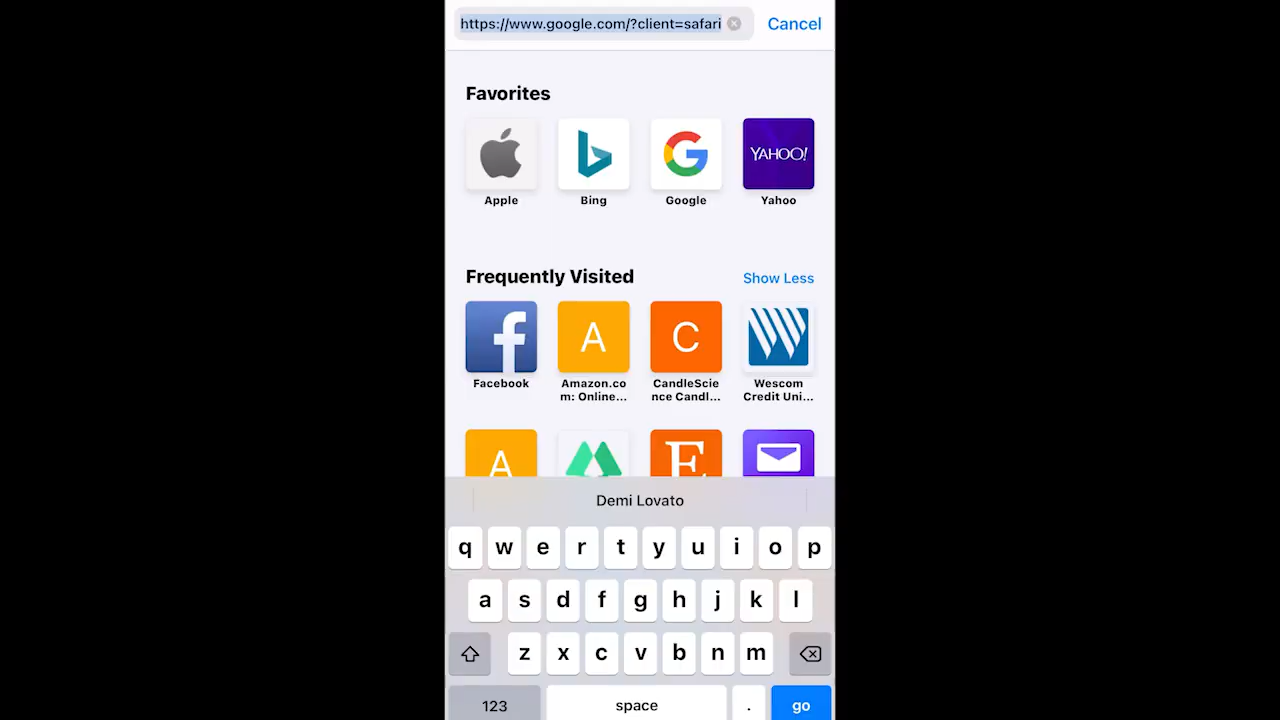 https://www.google.com/?client=safari Cancel
Favorites
YAHOO!
Apple Bing Google Yahoo
Frequently Visited Show Less
A C
Facebook Amazon.co CandleScie Wescom
m: Online... nce Candl... Credit Uni...
A E
Demi Lovato
q w e r t y u i o p
a s d f g h j k l
z x c v b n m
123 space . go